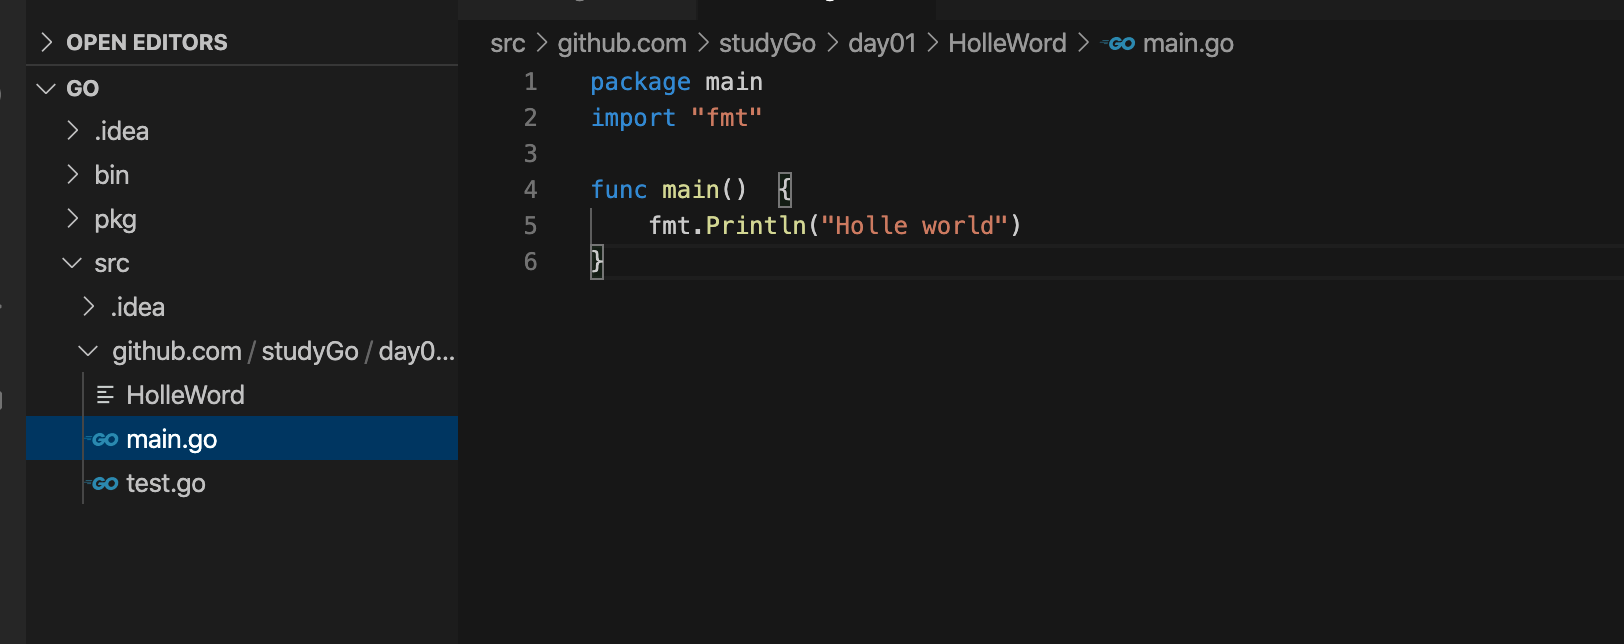 OPEN EDITORS
GO
.idea
bin
pkg
src
.idea
github.com / studyGo / day0...
HolleWord
GO main.go
GO test.go
src > github.com > studyGo > day01 > HolleWord > GO main.go
1 package main
2 import "fmt"
3
4 func main()  {
5     fmt.Println("Holle world")
6 }